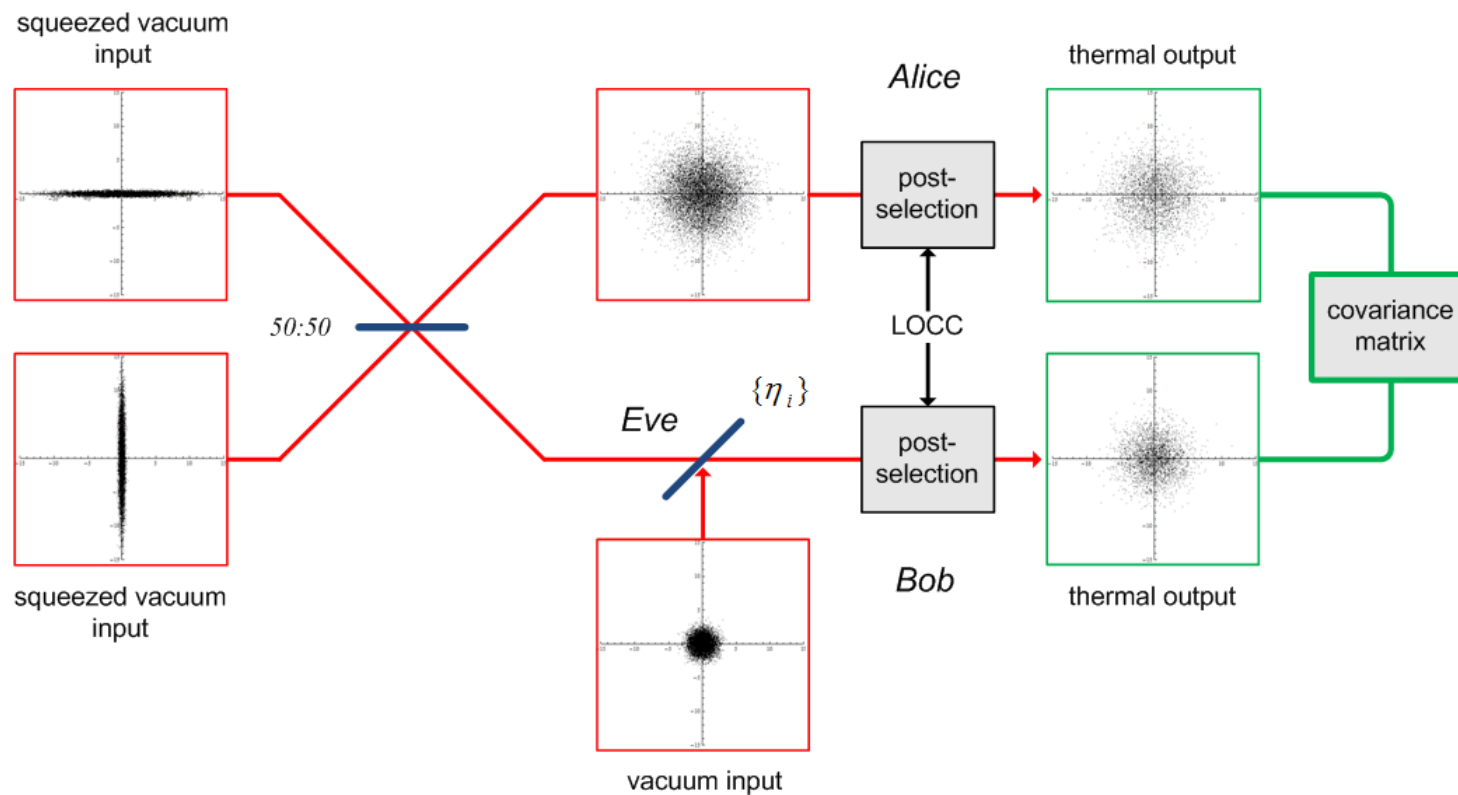 squeezed vacuum
input
Alice
thermal output
post-
selection
50:50
LOCC
covariance
matrix
{η i}
Eve
post-
selection
squeezed vacuum
input
Bob
thermal output
vacuum input